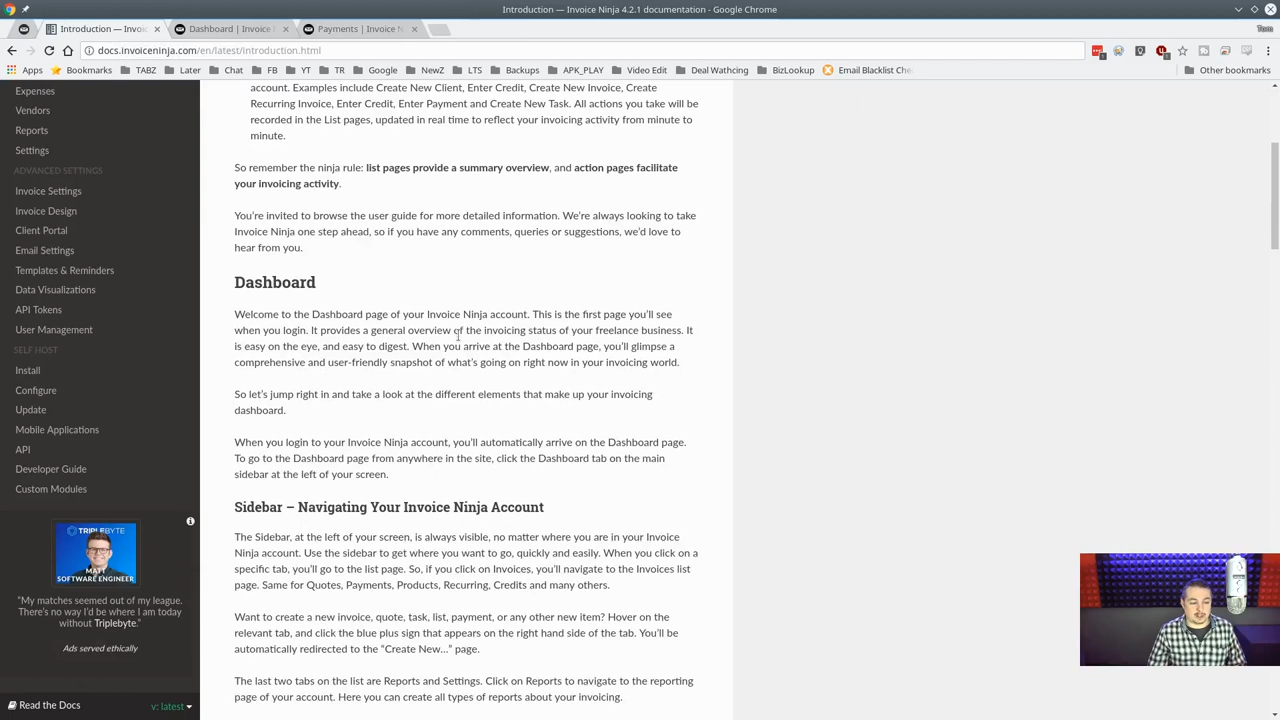 Introduction — Invoice Ninja 4.2.1 documentation - Google Chrome
Introduction — Invoic
Dashboard | Invoice
Payments | Invoice N
Tom
docs.invoiceninja.com/en/latest/introduction.html
Apps
Bookmarks
TABZ
Later
Chat
FB
YT
TR
Google
NewZ
LTS
Backups
APK_PLAY
Video Edit
Deal Wathcing
BizLookup
Email Blacklist Che
Other bookmarks
Expenses
Vendors
Reports
Settings
ADVANCED SETTINGS
Invoice Settings
Invoice Design
Client Portal
Email Settings
Templates & Reminders
Data Visualizations
API Tokens
User Management
SELF HOST
Install
Configure
Update
Mobile Applications
API
Developer Guide
Custom Modules
TRIPLEBYTE
MATT
SOFTWARE ENGINEER
“My matches seemed out of my league.
There’s no way I’d be where I am today
without Triplebyte.”
Ads served ethically
Read the Docs
v: latest
account. Examples include Create New Client, Enter Credit, Create New Invoice, Create
Recurring Invoice, Enter Credit, Enter Payment and Create New Task. All actions you take will be
recorded in the List pages, updated in real time to reflect your invoicing activity from minute to
minute.
So remember the ninja rule: list pages provide a summary overview, and action pages facilitate
your invoicing activity.
You’re invited to browse the user guide for more detailed information. We’re always looking to take
Invoice Ninja one step ahead, so if you have any comments, queries or suggestions, we’d love to
hear from you.
Dashboard
Welcome to the Dashboard page of your Invoice Ninja account. This is the first page you’ll see
when you login. It provides a general overview of the invoicing status of your freelance business. It
is easy on the eye, and easy to digest. When you arrive at the Dashboard page, you’ll glimpse a
comprehensive and user-friendly snapshot of what’s going on right now in your invoicing world.
So let’s jump right in and take a look at the different elements that make up your invoicing
dashboard.
When you login to your Invoice Ninja account, you’ll automatically arrive on the Dashboard page.
To go to the Dashboard page from anywhere in the site, click the Dashboard tab on the main
sidebar at the left of your screen.
Sidebar – Navigating Your Invoice Ninja Account
The Sidebar, at the left of your screen, is always visible, no matter where you are in your Invoice
Ninja account. Use the sidebar to get where you want to go, quickly and easily. When you click on a
specific tab, you’ll go to the list page. So, if you click on Invoices, you’ll navigate to the Invoices list
page. Same for Quotes, Payments, Products, Recurring, Credits and many others.
Want to create a new invoice, quote, task, list, payment, or any other new item? Hover on the
relevant tab, and click the blue plus sign that appears on the right hand side of the tab. You’ll be
automatically redirected to the “Create New…” page.
The last two tabs on the list are Reports and Settings. Click on Reports to navigate to the reporting
page of your account. Here you can create all types of reports about your invoicing.